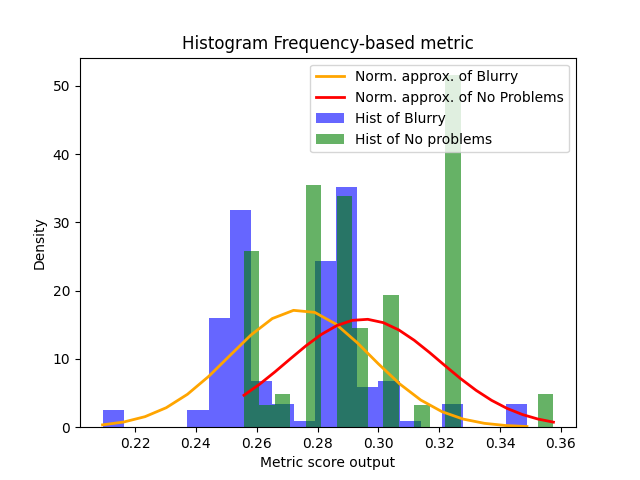 Histogram Frequency-based metric
Norm. approx. of Blurry
Norm. approx. of No Problems
Hist of Blurry
Hist of No problems
50
40
30
20
10
0
Density
0.22 0.24 0.26 0.28 0.30 0.32 0.34 0.36
Metric score output